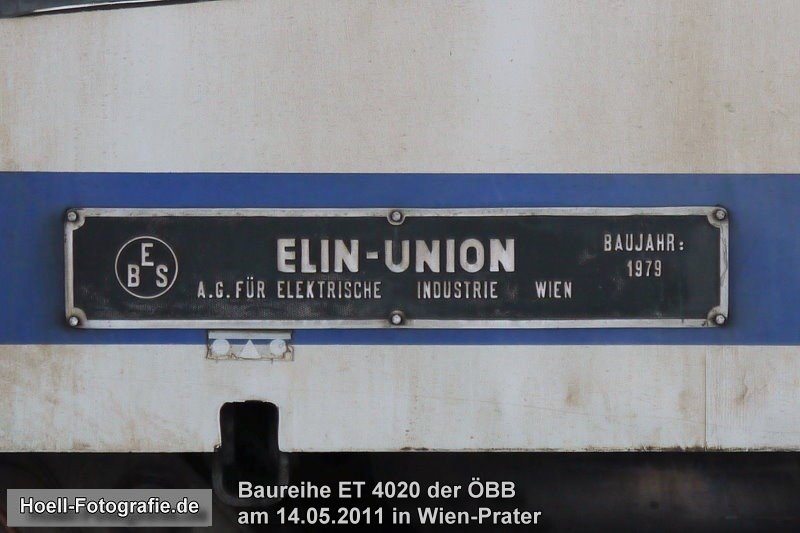 EBS
ELIN-UNION
A.G. FÜR ELEKTRISCHE INDUSTRIE WIEN
BAUJAHR:
1979
Baureihe ET 4020 der ÖBB
am 14.05.2011 in Wien-Prater
Hoell-Fotografie.de